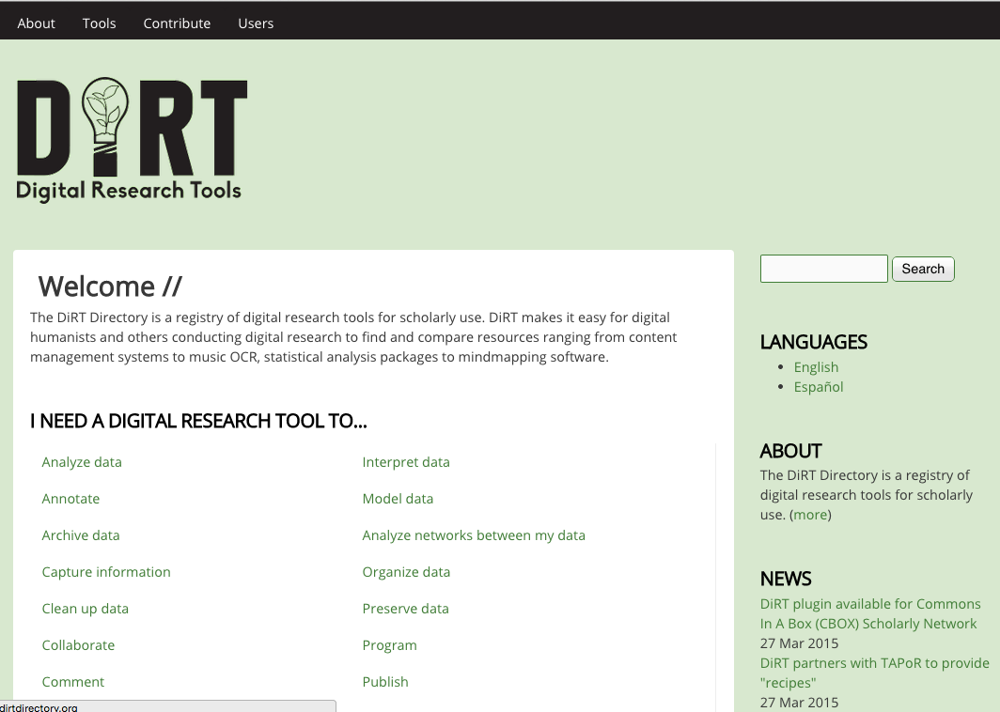 About Tools Contribute Users
DiRT
Digital Research Tools
Welcome //
The DiRT Directory is a registry of digital research tools for scholarly use. DiRT makes it easy for digital
humanists and others conducting digital research to find and compare resources ranging from content
management systems to music OCR, statistical analysis packages to mindmapping software.
I NEED A DIGITAL RESEARCH TOOL TO...
Analyze data
Annotate
Archive data
Capture information
Clean up data
Collaborate
Comment
Interpret data
Model data
Analyze networks between my data
Organize data
Preserve data
Program
Publish
Search
LANGUAGES
English
Español
ABOUT
The DiRT Directory is a registry of
digital research tools for scholarly
use. (more)
NEWS
DiRT plugin available for Commons
In A Box (CBOX) Scholarly Network
27 Mar 2015
DiRT partners with TAPoR to provide
"recipes"
27 Mar 2015
dirtdirectory.org